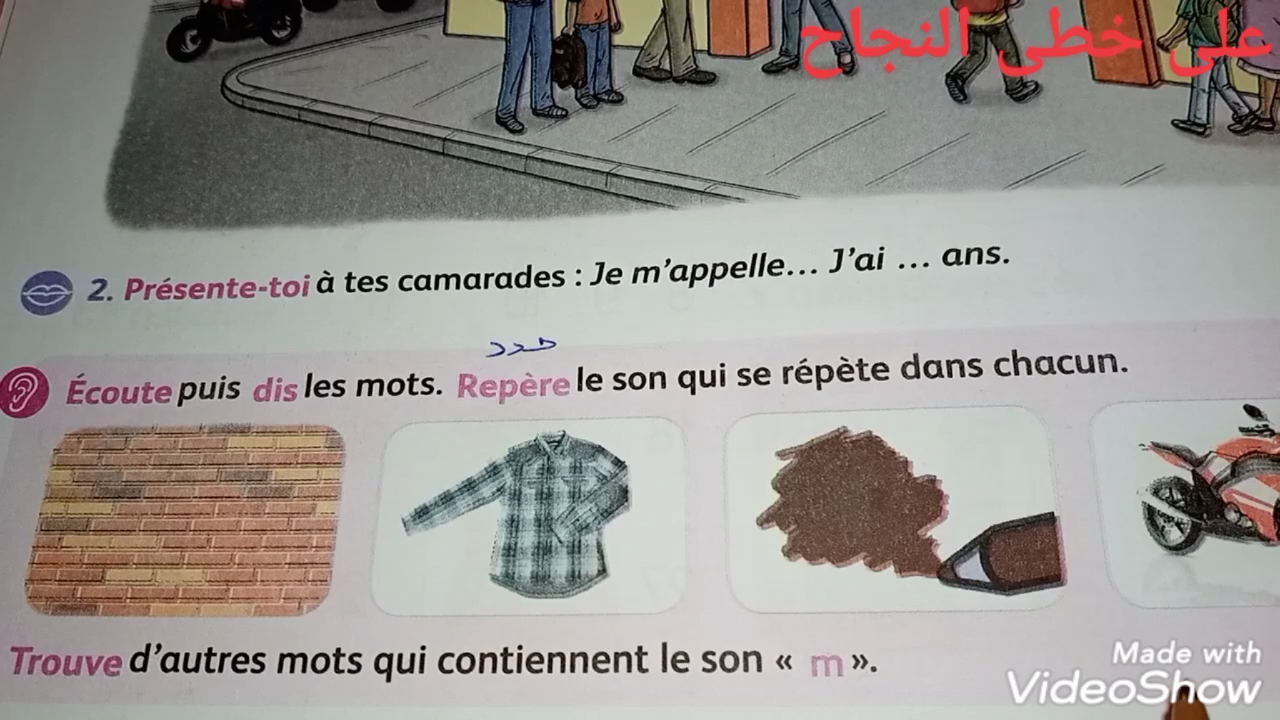 على خطى النجاح
2. Présente-toi à tes camarades : Je m'appelle... J'ai ... ans.
حدد
Écoute puis dis les mots. Repère le son qui se répète dans chacun.
Trouve d'autres mots qui contiennent le son « m ».
Made with
VideoShow